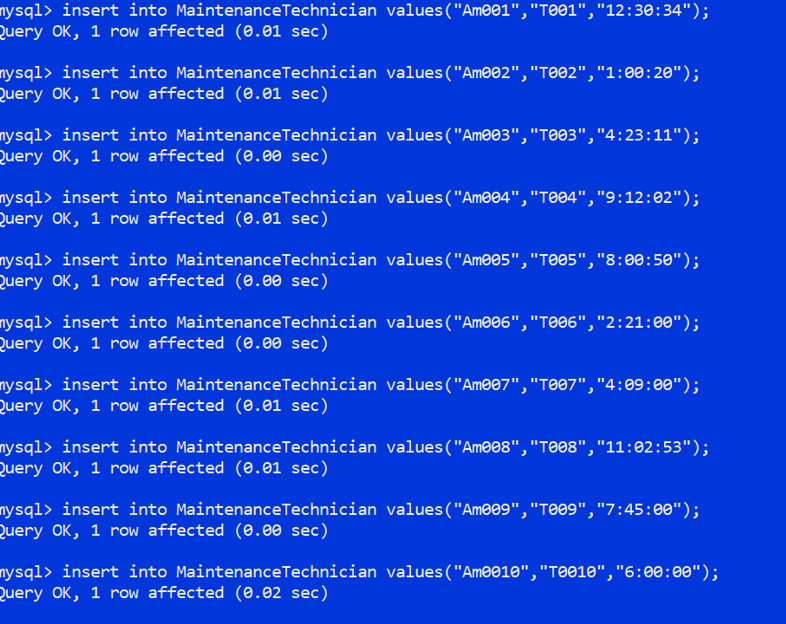 mysql> insert into MaintenanceTechnician values("Am001","T001","12:30:34");
Query OK, 1 row affected (0.01 sec)
mysql> insert into MaintenanceTechnician values("Am002","T002","1:00:20");
Query OK, 1 row affected (0.01 sec)
mysql> insert into MaintenanceTechnician values("Am003","T003","4:23:11");
Query OK, 1 row affected (0.00 sec)
mysql> insert into MaintenanceTechnician values("Am004","T004","9:12:02");
Query OK, 1 row affected (0.01 sec)
mysql> insert into MaintenanceTechnician values("Am005","T005","8:00:50");
Query OK, 1 row affected (0.00 sec)
mysql> insert into MaintenanceTechnician values("Am006","T006","2:21:00");
Query OK, 1 row affected (0.00 sec)
mysql> insert into MaintenanceTechnician values("Am007","T007","4:09:00");
Query OK, 1 row affected (0.01 sec)
mysql> insert into MaintenanceTechnician values("Am008","T008","11:02:53");
Query OK, 1 row affected (0.01 sec)
mysql> insert into MaintenanceTechnician values("Am009","T009","7:45:00");
Query OK, 1 row affected (0.00 sec)
mysql> insert into MaintenanceTechnician values("Am0010","T0010","6:00:00");
Query OK, 1 row affected (0.02 sec)